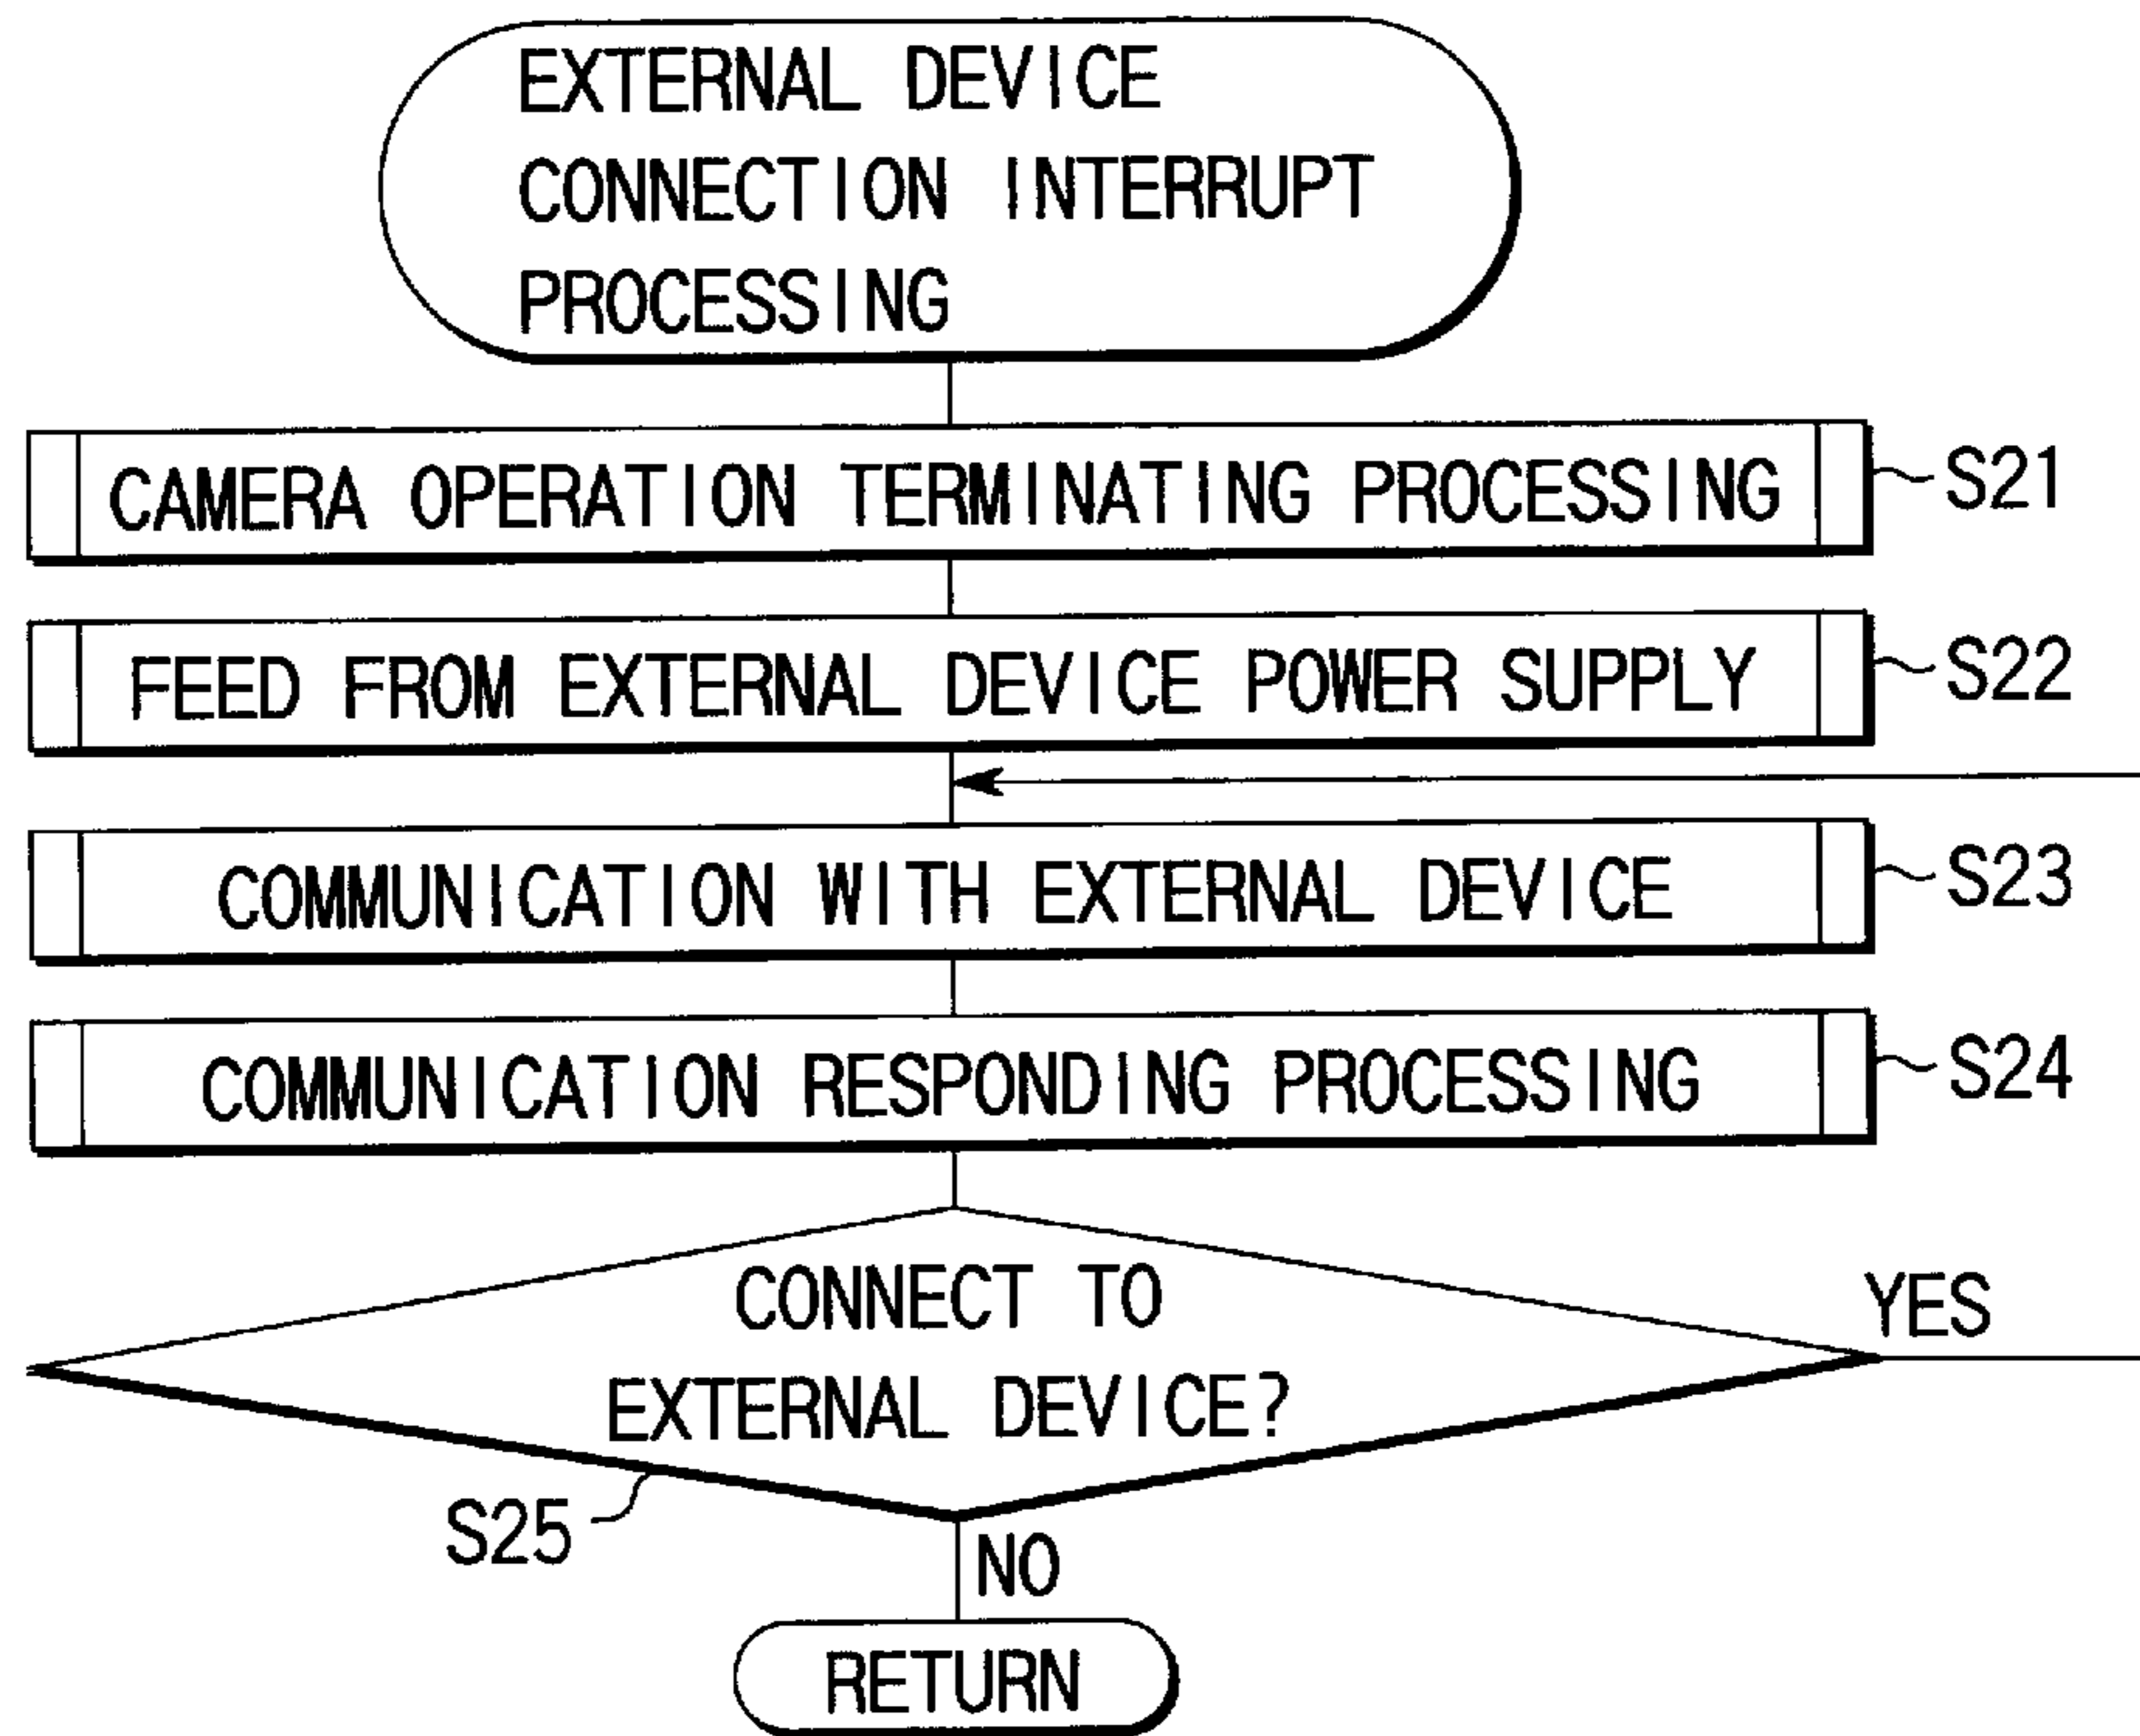 EXTERNAL DEVICE
CONNECTION INTERRUPT
PROCESSING
CAMERA OPERATION TERMINATING PROCESSING
S21
FEED FROM EXTERNAL DEVICE POWER SUPPLY
S22
COMMUNICATION WITH EXTERNAL DEVICE
S23
COMMUNICATION RESPONDING PROCESSING
S24
CONNECT TO
EXTERNAL DEVICE?
YES
S25
NO
RETURN